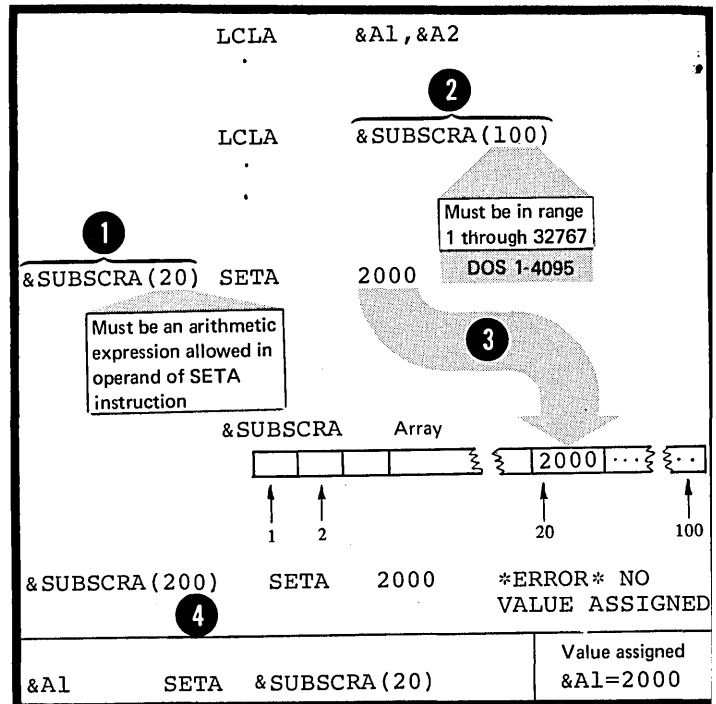 LCLA &A1,&A2
.
2
LCLA &SUBSCRA(100)
.
.
Must be in range
1 through 32767
DOS 1-4095
1
&SUBSCRA(20) SETA 2000
Must be an arithmetic
expression allowed in
operand of SETA
instruction
3
&SUBSCRA Array
2000 ... ..
1 2 20 100
&SUBSCRA(200) SETA 2000 *ERROR* NO
VALUE ASSIGNED
4
Value assigned
&A1 SETA &SUBSCRA(20) &A1=2000